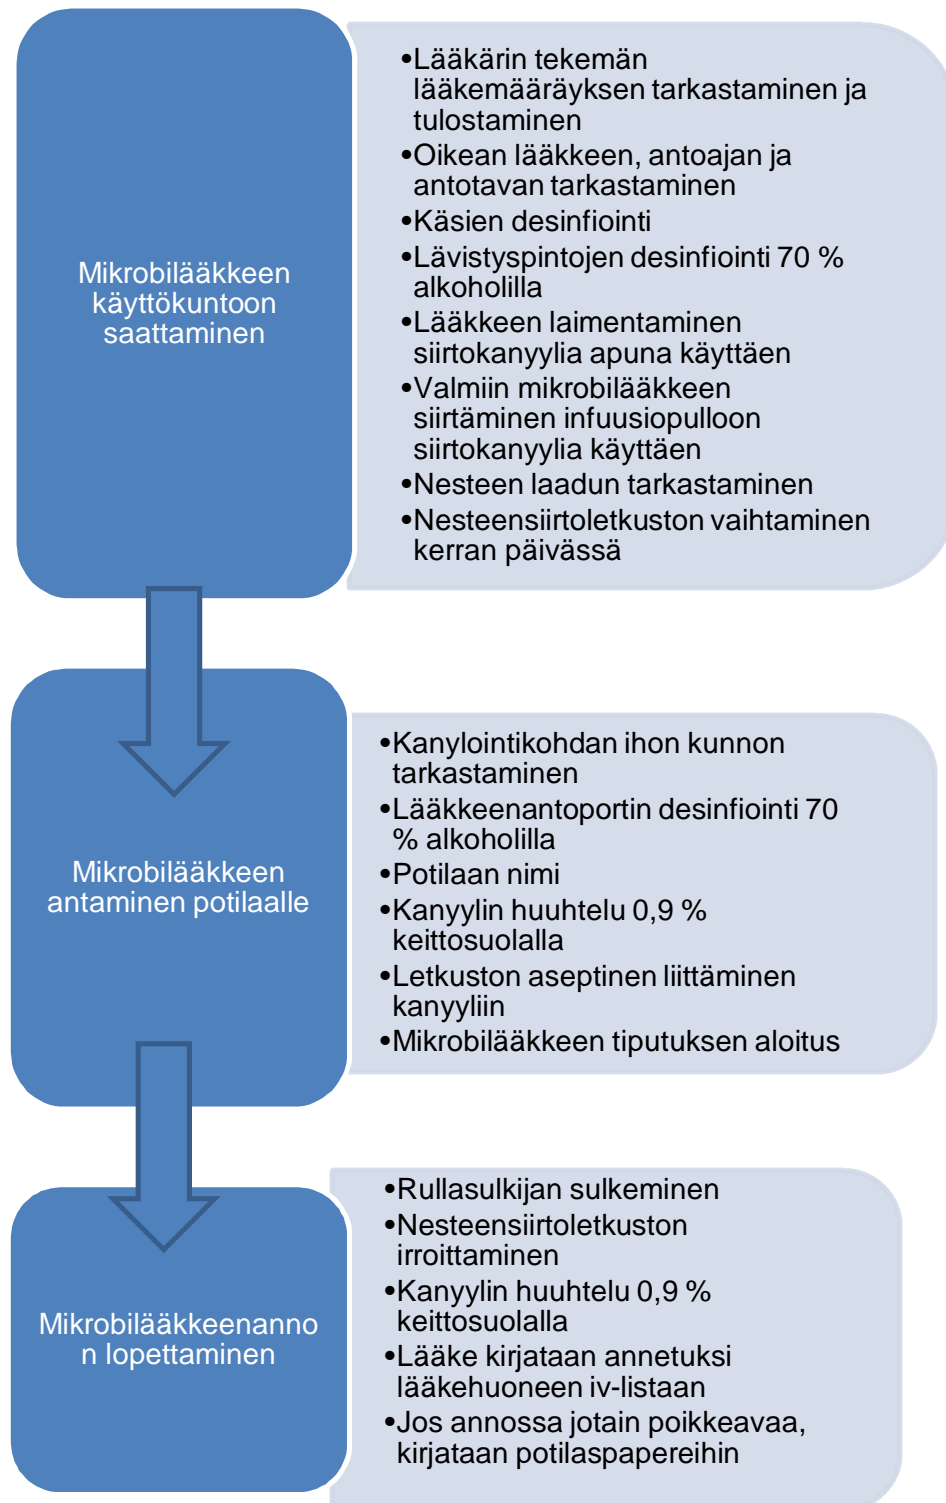 Mikrobilääkkeen
käyttökuntoon
saattaminen
•Lääkärin tekemän
lääkemääräyksen tarkastaminen ja
tulostaminen
•Oikean lääkkeen, antoajan ja
antotavan tarkastaminen
•Käsien desinfiointi
•Lävistyspintojen desinfiointi 70 %
alkoholilla
•Lääkkeen laimentaminen
siirtokanyylia apuna käyttäen
•Valmiin mikrobilääkkeen
siirtäminen infuusiopulloon
siirtokanyylia käyttäen
•Nesteen laadun tarkastaminen
•Nesteensiirtoletkuston vaihtaminen
kerran päivässä
Mikrobilääkkeen
antaminen potilaalle
•Kanylointikohdan ihon kunnon
tarkastaminen
•Lääkkeenantoportin desinfiointi 70
% alkoholilla
•Potilaan nimi
•Kanyylin huuhtelu 0,9 %
keittosuolalla
•Letkuston aseptinen liittäminen
kanyyliin
•Mikrobilääkkeen tiputuksen aloitus
Mikrobilääkkeenanno
n lopettaminen
•Rullasulkijan sulkeminen
•Nesteensiirtoletkuston
irroittaminen
•Kanyylin huuhtelu 0,9 %
keittosuolalla
•Lääke kirjataan annetuksi
lääkehuoneen iv-listaan
•Jos annossa jotain poikkeavaa,
kirjataan potilaspapereihin